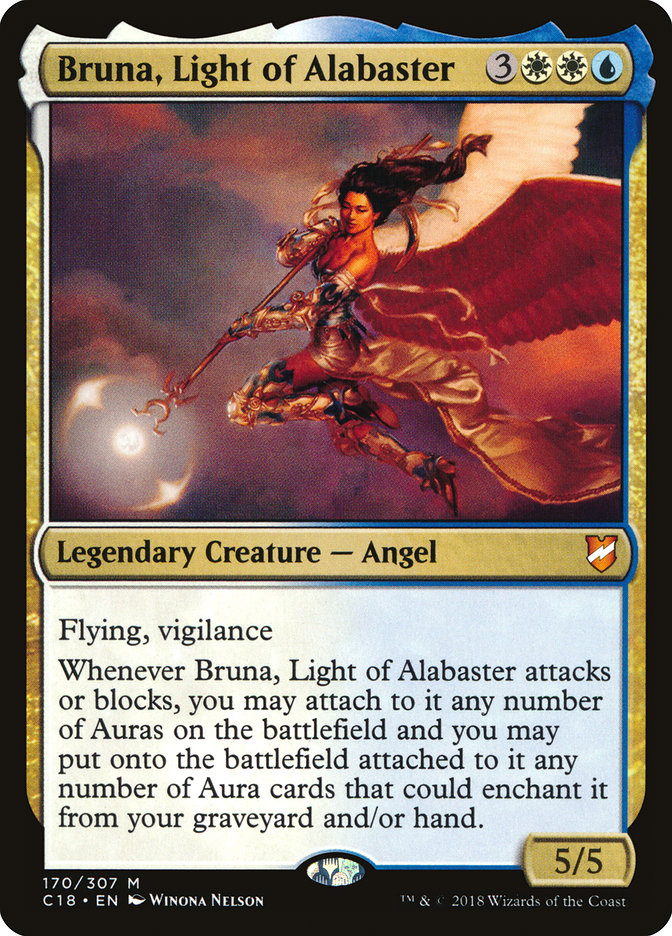 Bruna, Light of Alabaster 3
Legendary Creature — Angel
Flying, vigilance
Whenever Bruna, Light of Alabaster attacks
or blocks, you may attach to it any number
of Auras on the battlefield and you may
put onto the battlefield attached to it any
number of Aura cards that could enchant it
from your graveyard and/or hand.
5/5
170/307 M
C18 • EN Winona Nelson
™ & © 2018 Wizards of the Coast